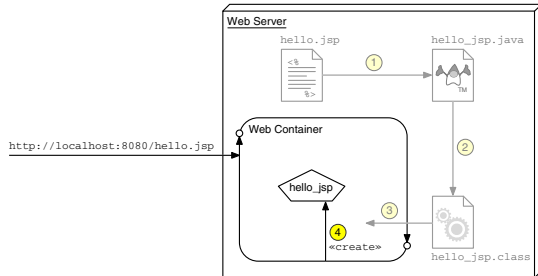 Web Server
hello.jsp
hello_jsp.java
<%
%>
1
TM
Web Container
http://localhost:8080/hello.jsp
2
hello_jsp
3
4
«create»
hello_jsp.class